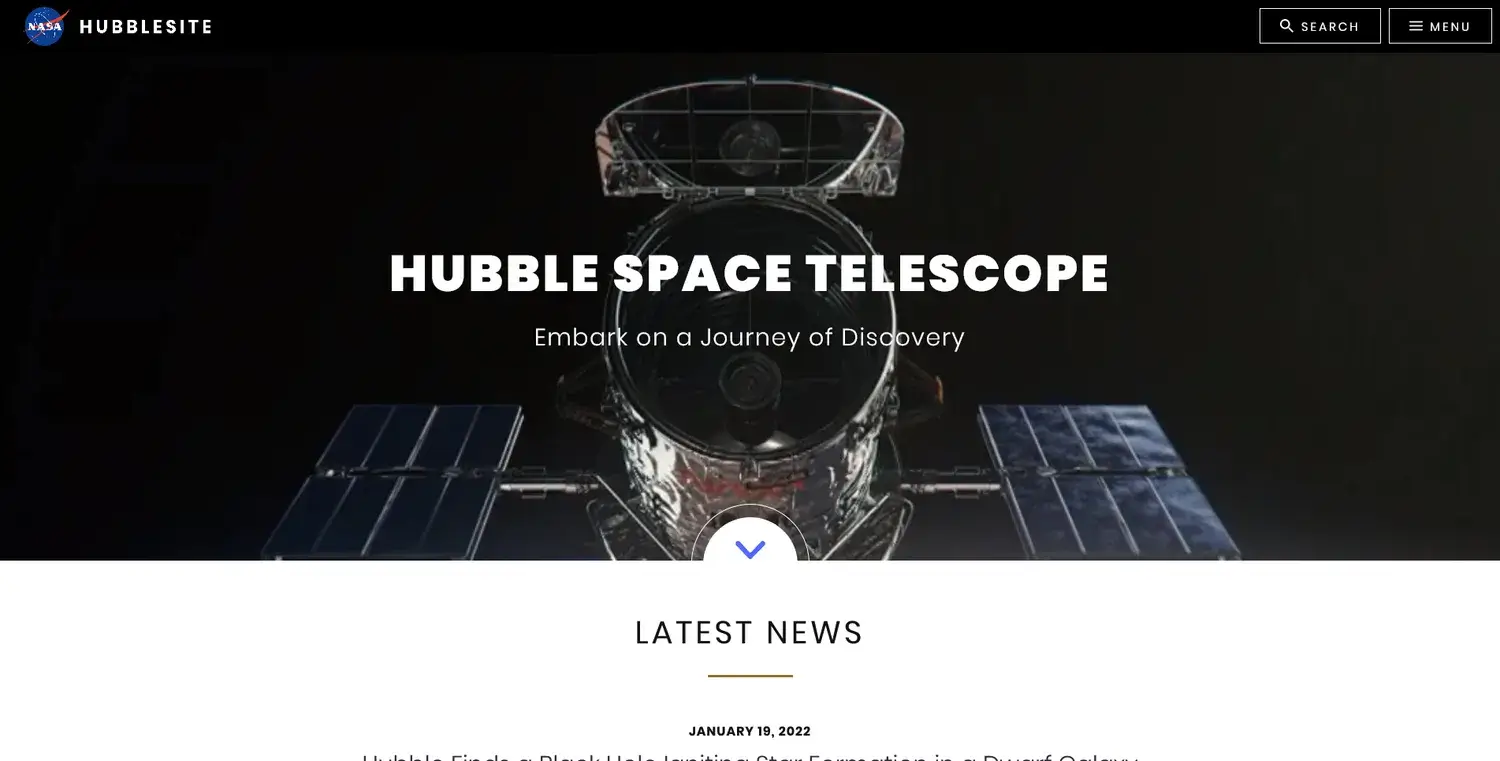 NASA HUBBLESITE
SEARCH MENU
HUBBLE SPACE TELESCOPE
Embark on a Journey of Discovery
LATEST NEWS
JANUARY 19, 2022
Hubble Finds a Black Hole Igniting Star Formation in a Dwarf Galaxy